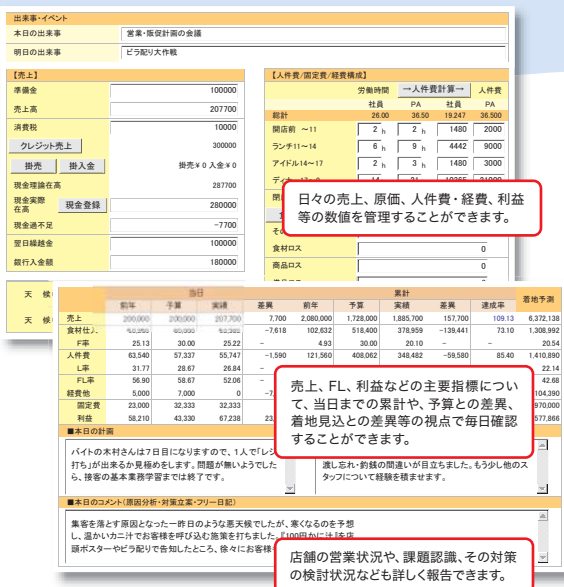 出来事・イベント
本日の出来事 営業・販促計画の会議
明日の出来事 ビラ配り大作戦
【売上】
準備金 100000
売上高 207700
消費税 10000
クレジット売上 300000
掛売 掛入金 掛売:¥ 0 入金:¥ 0
現金理論在高 287700
現金実際在高 現金登録 280000
現金過不足 -7700
翌日繰越金 100000
銀行入金額 180000
【人件費/固定費/経費構成】
労働時間 →人件費計算→ 人件費
社員 PA 社員 PA
総計 26.00 36.50 19.247 36.500
開店前 ~11 2 h 2 h 1480 2000
ランチ11~14 6 h 9 h 4442 9000
アイドル14~17 2 h 3 h 1480 3000
食材ロス 0
商品ロス 0
日々の売上、原価、人件費・経費、利益
等の数値を管理することができます。
天 候
天 候
当日 累計 着地予測
前年 予算 実績 差異 前年 予算 実績 差異 達成率
売上 200,000 200,000 207,700 7,700 2,080,000 1,728,000 1,885,700 157,700 109.13 6,372,138
食材仕入 -7,618 102,632 518,400 378,959 -139,441 73.10 1,308,992
F率 25.13 30.00 25.22 - 4.93 30.00 20.10 - - 20.54
人件費 63,540 57,337 55,747 -1,590 121,560 408,062 348,482 -59,580 85.40 1,410,890
L率 31.77 28.67 26.84 - 22.14
FL率 56.90 58.67 52.06 - 42.68
経費他 5,000 7,000 0 104,390
固定費 23,000 32,333 32,333 970,000
利益 58,210 43,330 67,238 577,866
売上、FL、利益などの主要指標につい
て、当日までの累計や、予算との差異、
着地見込との差異等の視点で毎日確認
することができます。
■本日の計画
バイトの木村さんは7日目になりますので、1人で「レジ
打ち」が出来るか見極めをします。問題が無いようでした
ら、接客の基本業務学習までは終了です。
渡し忘れ・釣銭の間違いが目立ちました。もう少し他のス
タッフについて経験を積ませます。
■本日のコメント(原因分析・対策立案・フリー日記)
集客を落とす原因となった一昨日のような悪天候でしたが、寒くなるのを予想
し、温かいカニ汁でお客様を呼び込む施策を打ちました。『100円かに汁』を店
頭ポスターやビラ配りで告知したところ、徐々にお客様
店舗の営業状況や、課題認識、その対策
の検討状況なども詳しく報告できます。